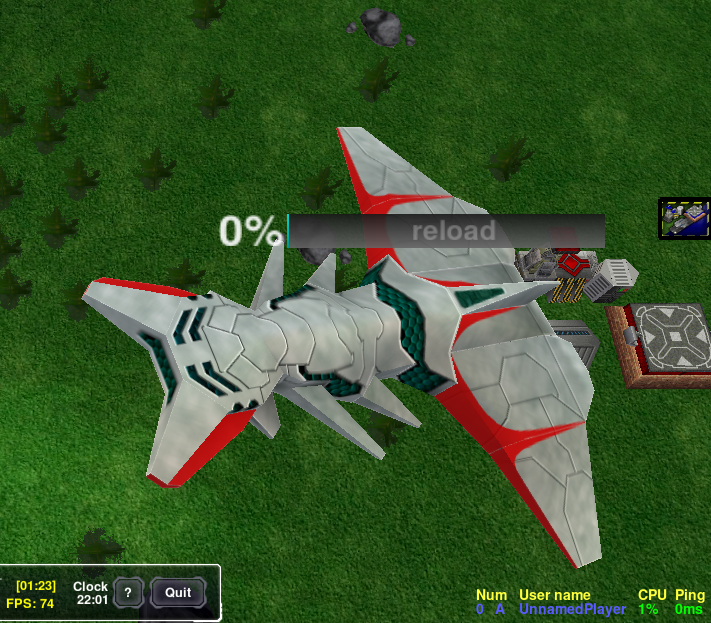 0% reload
[01:23] Clock ? Quit
FPS: 74 22:01
Num User name CPU Ping
0 A UnnamedPlayer 1% 0ms